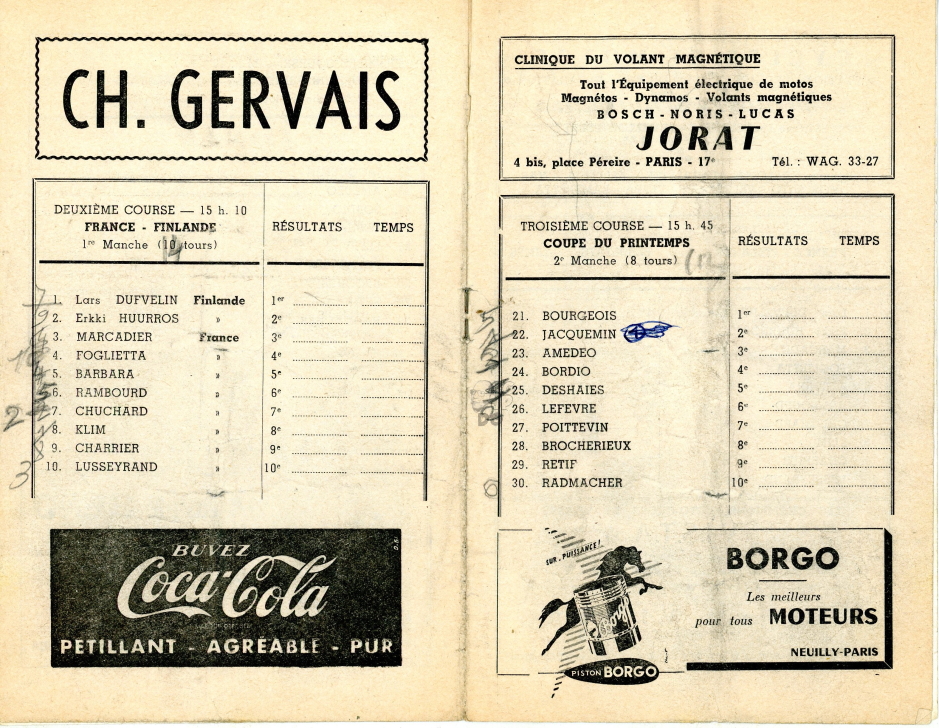 CH. GERVAIS
DEUXIÈME COURSE — 15 h. 10
FRANCE - FINLANDE
1re Manche (10 tours)
14
RÉSULTATS TEMPS
1. Lars DUFVELIN Finlande 1er
2. Erkki HUURROS » 2e
3. MARCADIER France 3e
4. FOGLIETTA » 4e
5. BARBARA » 5e
6. RAMBOURD » 6e
7. CHUCHARD » 7e
8. KLIM » 8e
9. CHARRIER » 9e
10. LUSSEYRAND » 10e
2
3
BUVEZ
Coca-Cola
PETILLANT - AGRÉABLE - PUR
CLINIQUE DU VOLANT MAGNÉTIQUE
Tout l'Équipement électrique de motos
Magnétos - Dynamos - Volants magnétiques
BOSCH - NORIS - LUCAS
JORAT
4 bis, place Péreire - PARIS - 17e Tél. : WAG. 33-27
TROISIÈME COURSE — 15 h. 45
COUPE DU PRINTEMPS
2e Manche (8 tours) (12)
RÉSULTATS TEMPS
21. BOURGEOIS 1er
22. JACQUEMIN 2e
23. AMEDEO 3e
24. BORDIO 4e
25. DESHAIES 5e
26. LEFEVRE 6e
27. POITTEVIN 7e
28. BROCHERIEUX 8e
29. RETIF 9e
30. RADMACHER 10e
SUR.PUISSANCE!
Borgo
PISTON BORGO
BORGO
Les meilleurs
pour tous MOTEURS
NEUILLY-PARIS